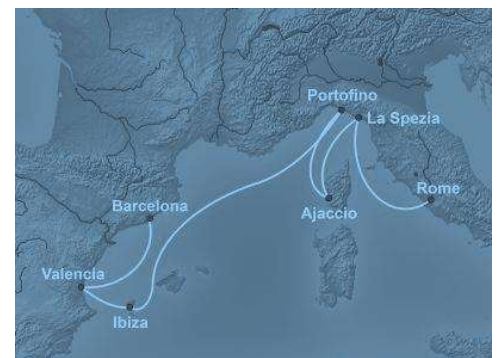 Portofino
La Spezia
Rome
Ajaccio
Barcelona
Valencia
Ibiza